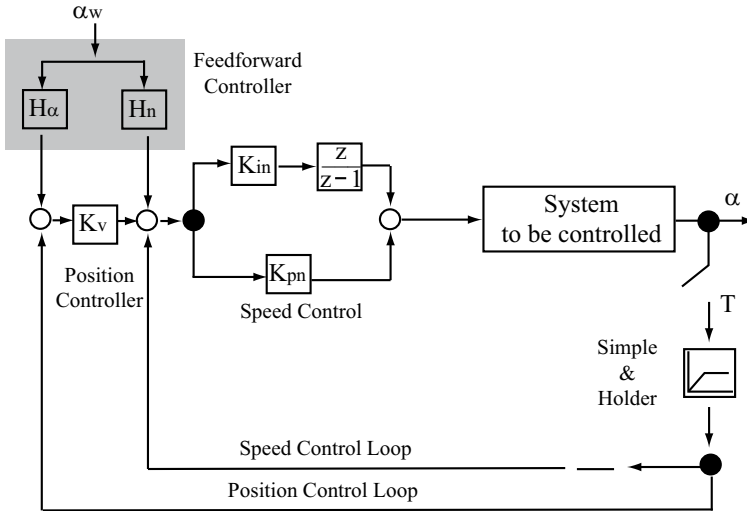 αw
Feedforward
Controller
Hα
Hn
Kin
z
z-1
Kv
Kpn
Position
Controller
Speed Control
System
to be controlled
α
T
Simple
&
Holder
Speed Control Loop
Position Control Loop